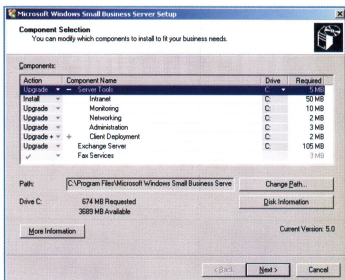 Microsoft Windows Small Business Server Setup
Component Selection
You can modify which components to install to fit your business needs.
Components:
Action Component Name Drive Required
Upgrade Server Tools C: 5 MB
Install Intranet C: 50 MB
Upgrade Monitoring C: 10 MB
Upgrade Networking C: 2 MB
Upgrade Administration C: 3 MB
Upgrade + + Client Deployment C: 2 MB
Upgrade Exchange Server C: 105 MB
Fax Services 3 MB
Path: C:\Program Files\Microsoft Windows Small Business Serve Change Path...
Drive C: 674 MB Requested Disk Information
3689 MB Available
More Information Current Version: 5.0
< Back Next > Cancel